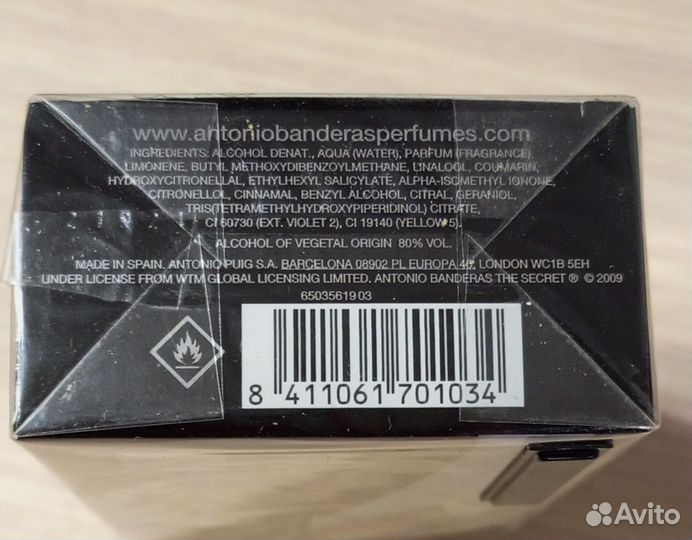 www.antoniobanderasperfumes.com
INGREDIENTS: ALCOHOL DENAT., AQUA (WATER), PARFUM (FRAGRANCE),
LIMONENE, BUTYL METHOXYDIBENZOYLMETHANE, LINALOOL, COUMARIN,
HYDROXYCITRONELLAL, ETHYLHEXYL SALICYLATE, ALPHA-ISOMETHYL IONONE,
CITRONELLOL, CINNAMAL, BENZYL ALCOHOL, CITRAL, GERANIOL,
TRIS(TETRAMETHYLHYDROXYPIPERIDINOL) CITRATE,
CI 60730 (EXT. VIOLET 2), CI 19140 (YELLOW 5).
ALCOHOL OF VEGETAL ORIGIN 80% VOL.
MADE IN SPAIN. ANTONIO PUIG S.A. BARCELONA 08902 PL EUROPA 46, LONDON WC1B 5EH
UNDER LICENSE FROM WTM GLOBAL LICENSING LIMITED. ANTONIO BANDERAS THE SECRET ® © 2009
6503561903
8 411061 701034
Avito